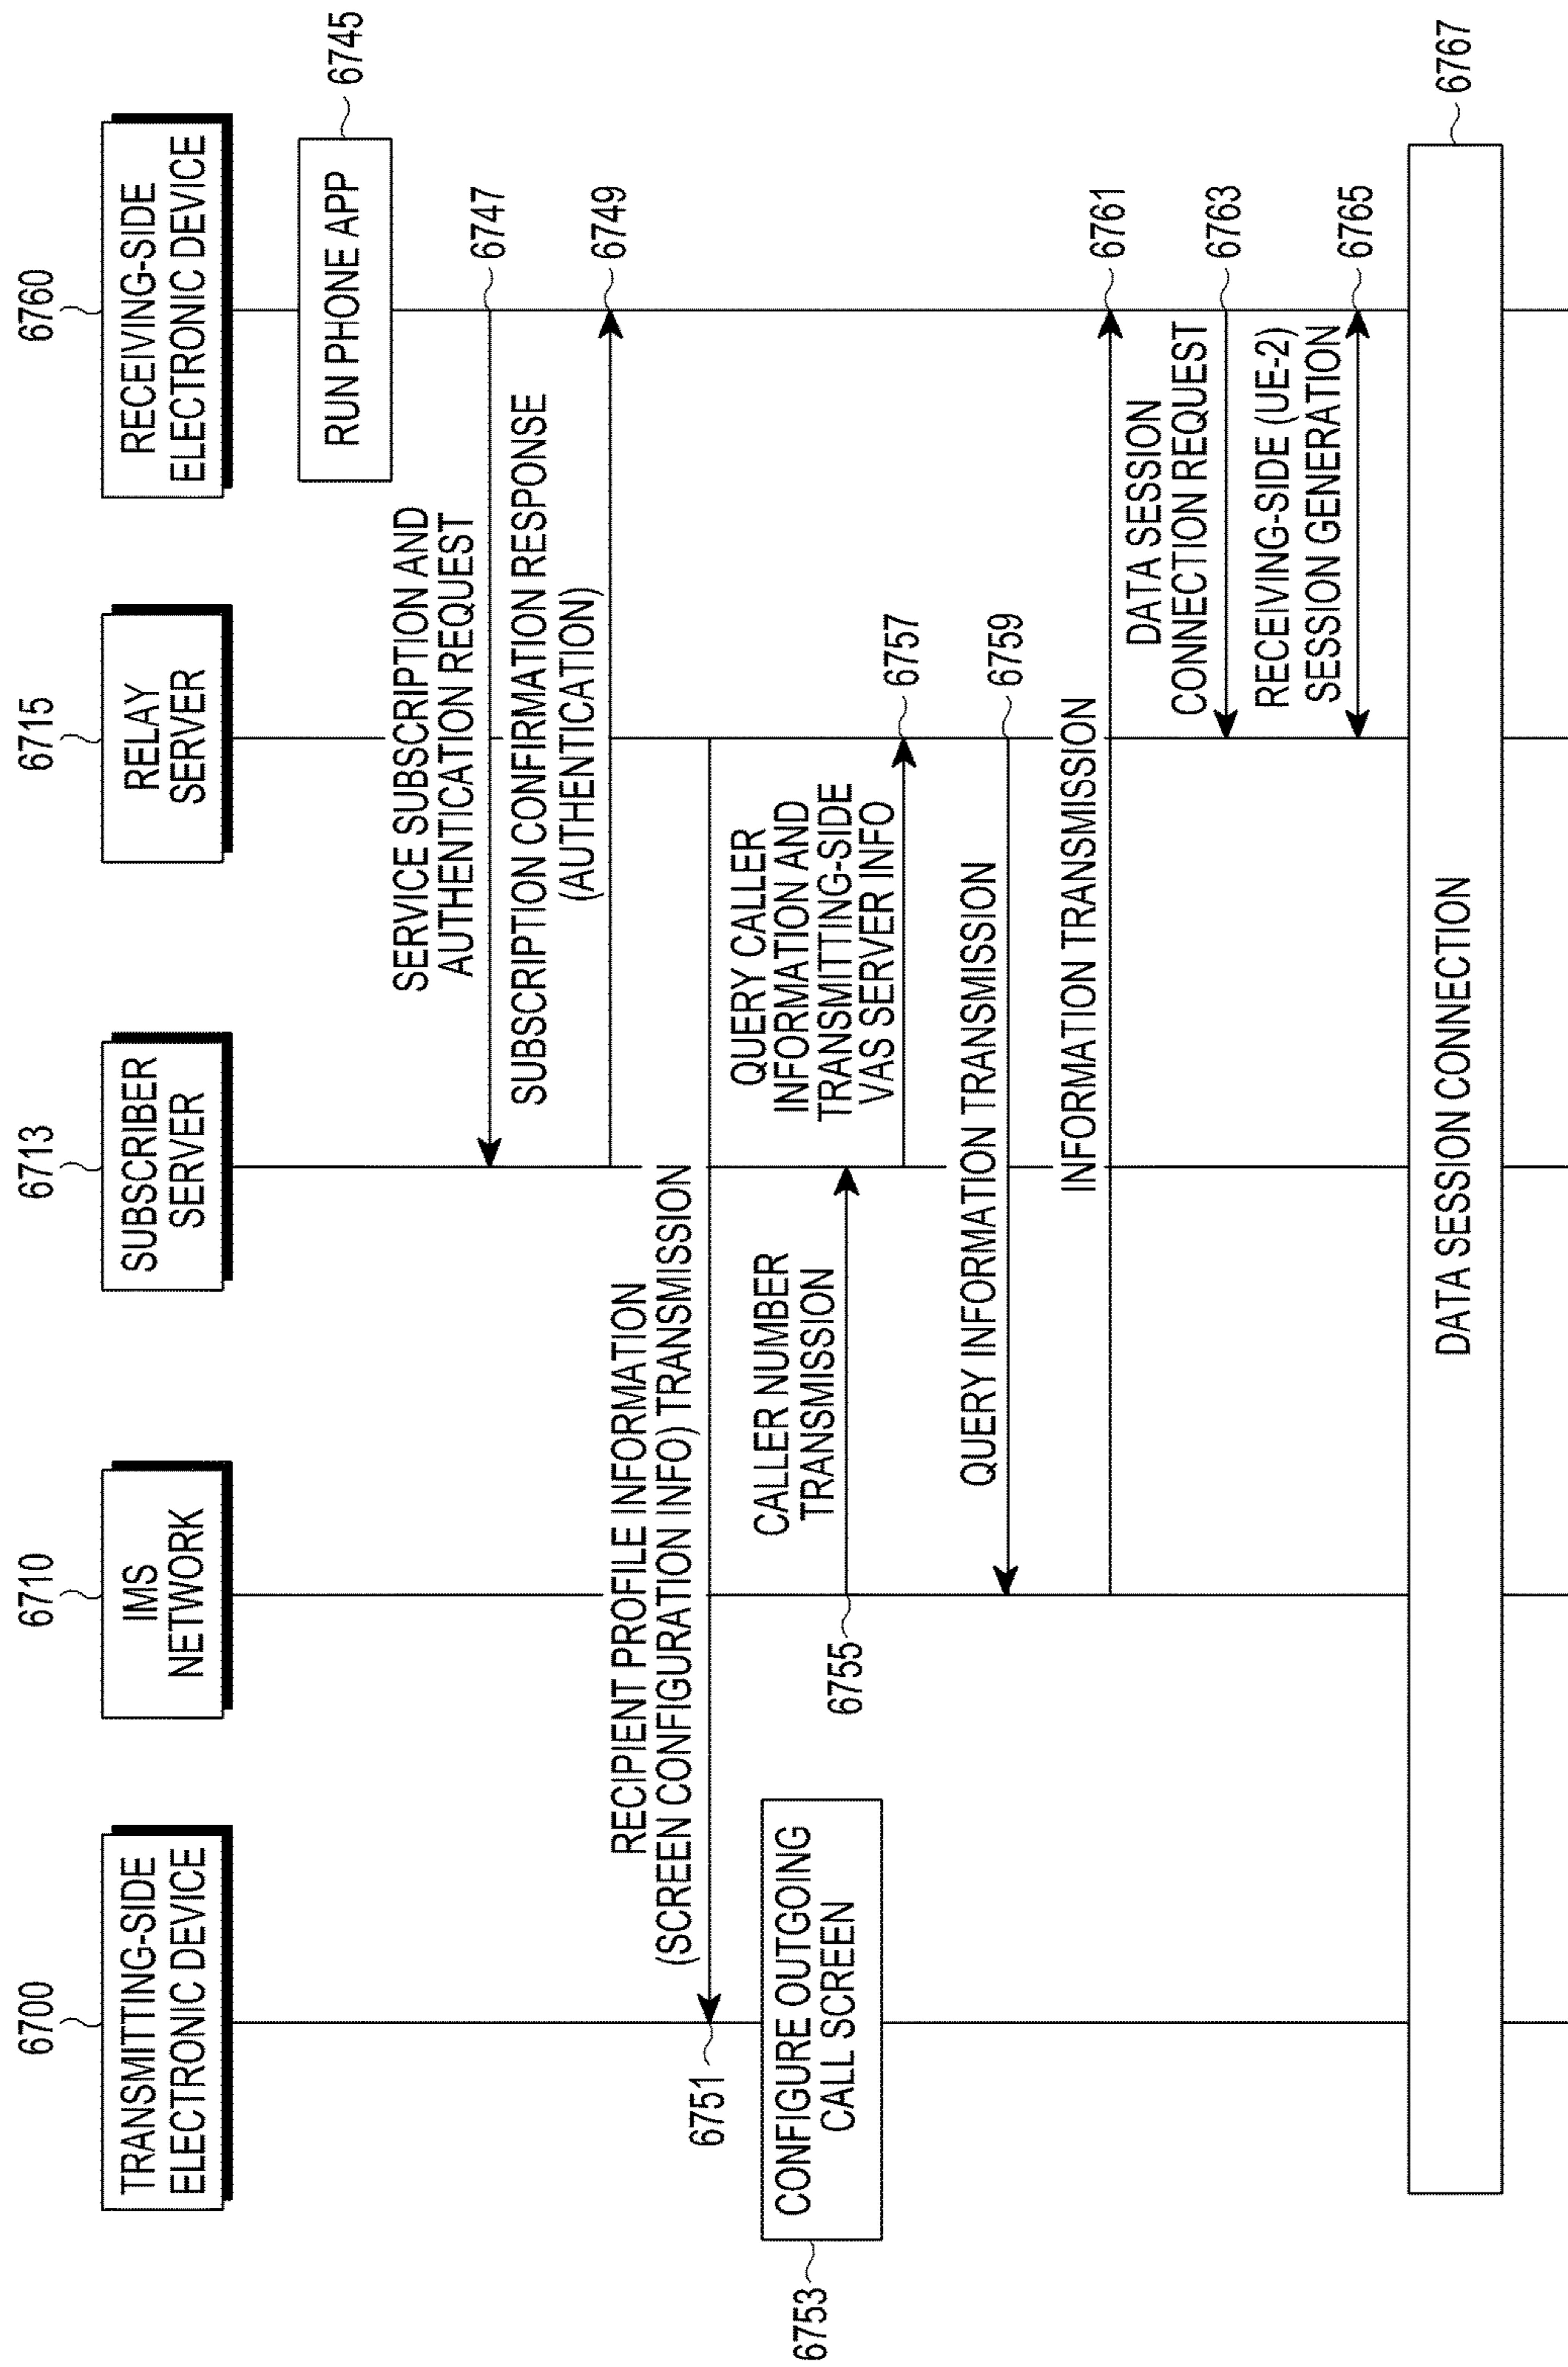 6700
TRANSMITTING-SIDE
ELECTRONIC DEVICE
6710
IMS
NETWORK
6713
SUBSCRIBER
SERVER
6715
RELAY
SERVER
6760
RECEIVING-SIDE
ELECTRONIC DEVICE
RUN PHONE APP
6745
SERVICE SUBSCRIPTION AND
AUTHENTICATION REQUEST
6747
SUBSCRIPTION CONFIRMATION RESPONSE
(AUTHENTICATION)
6749
RECIPIENT PROFILE INFORMATION
(SCREEN CONFIGURATION INFO) TRANSMISSION
6751
6753
CONFIGURE OUTGOING
CALL SCREEN
CALLER NUMBER
TRANSMISSION
6755
QUERY CALLER
INFORMATION AND
TRANSMITTING-SIDE
VAS SERVER INFO
6757
QUERY INFORMATION TRANSMISSION
6759
INFORMATION TRANSMISSION
6761
DATA SESSION
CONNECTION REQUEST
6763
RECEIVING-SIDE (UE-2)
SESSION GENERATION
6765
DATA SESSION CONNECTION
6767